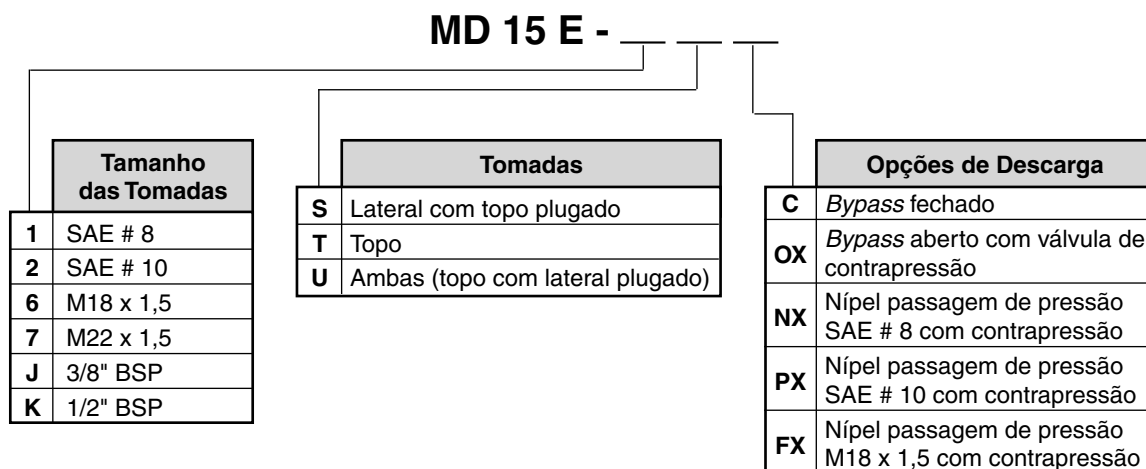 MD 15 E - __ __ __
Tamanho
das Tomadas
1 SAE # 8
2 SAE # 10
6 M18 x 1,5
7 M22 x 1,5
J 3/8" BSP
K 1/2" BSP
Tomadas
S Lateral com topo plugado
T Topo
U Ambas (topo com lateral plugado)
Opções de Descarga
C Bypass fechado
OX Bypass aberto com válvula de
contrapressão
NX Nípel passagem de pressão
SAE # 8 com contrapressão
PX Nípel passagem de pressão
SAE # 10 com contrapressão
FX Nípel passagem de pressão
M18 x 1,5 com contrapressão